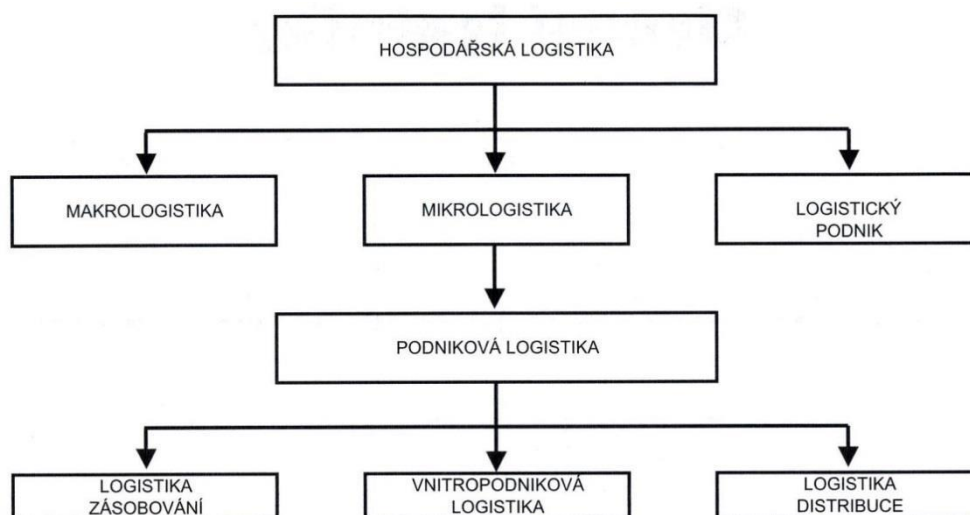 HOSPODÁŘSKÁ LOGISTIKA
MAKROLOGISTIKA
MIKROLOGISTIKA
LOGISTICKÝ
PODNIK
PODNIKOVÁ LOGISTIKA
LOGISTIKA
ZÁSOBOVÁNÍ
VNITROPODNIKOVÁ
LOGISTIKA
LOGISTIKA
DISTRIBUCE